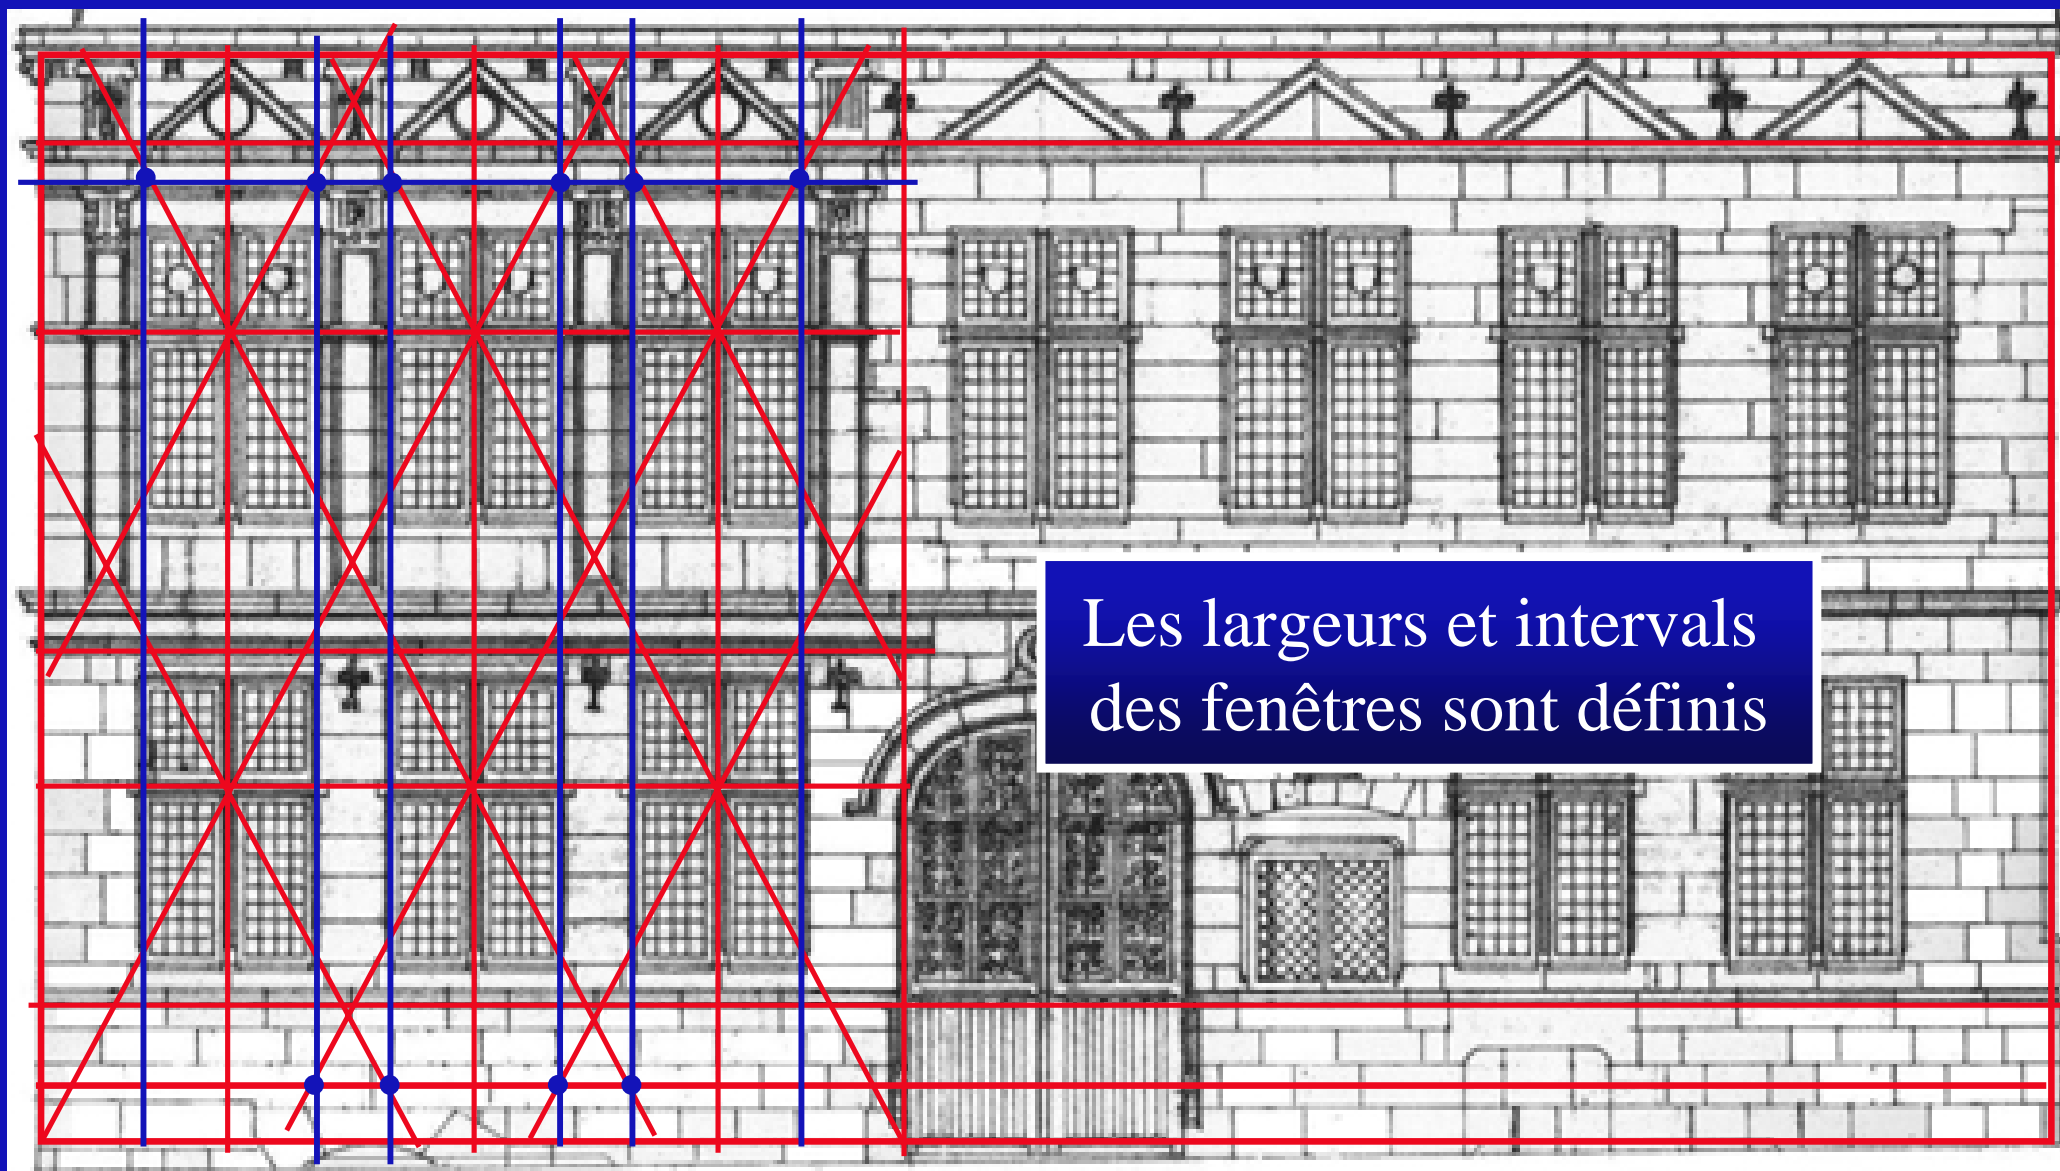 Les largeurs et intervals
des fenêtres sont définis